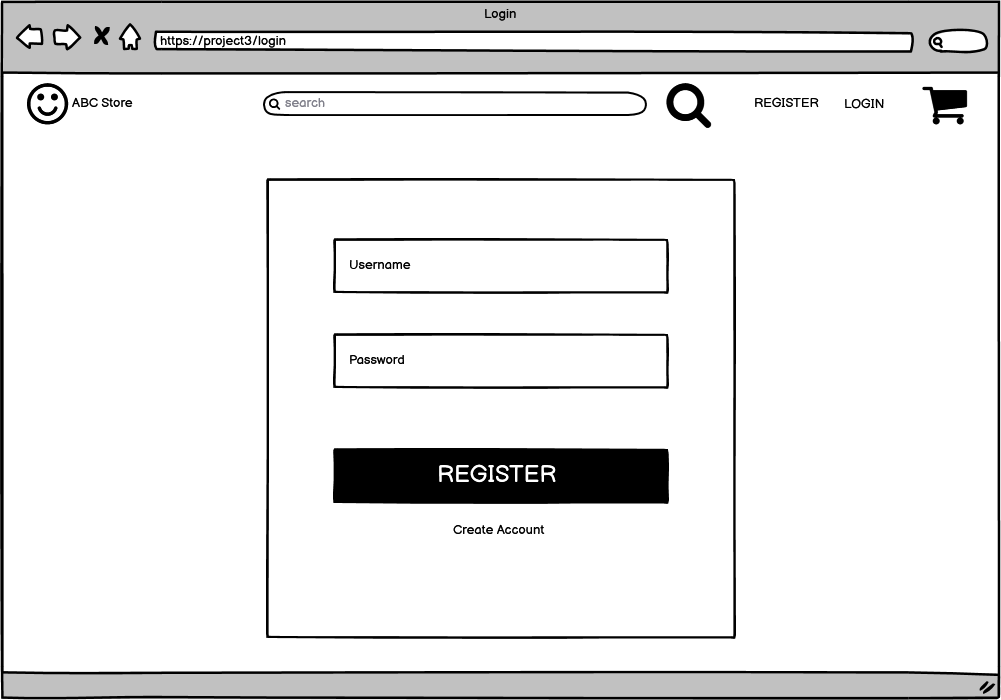 Login
https://project3/login
ABC Store
search
REGISTER
LOGIN
Username
Password
REGISTER
Create Account